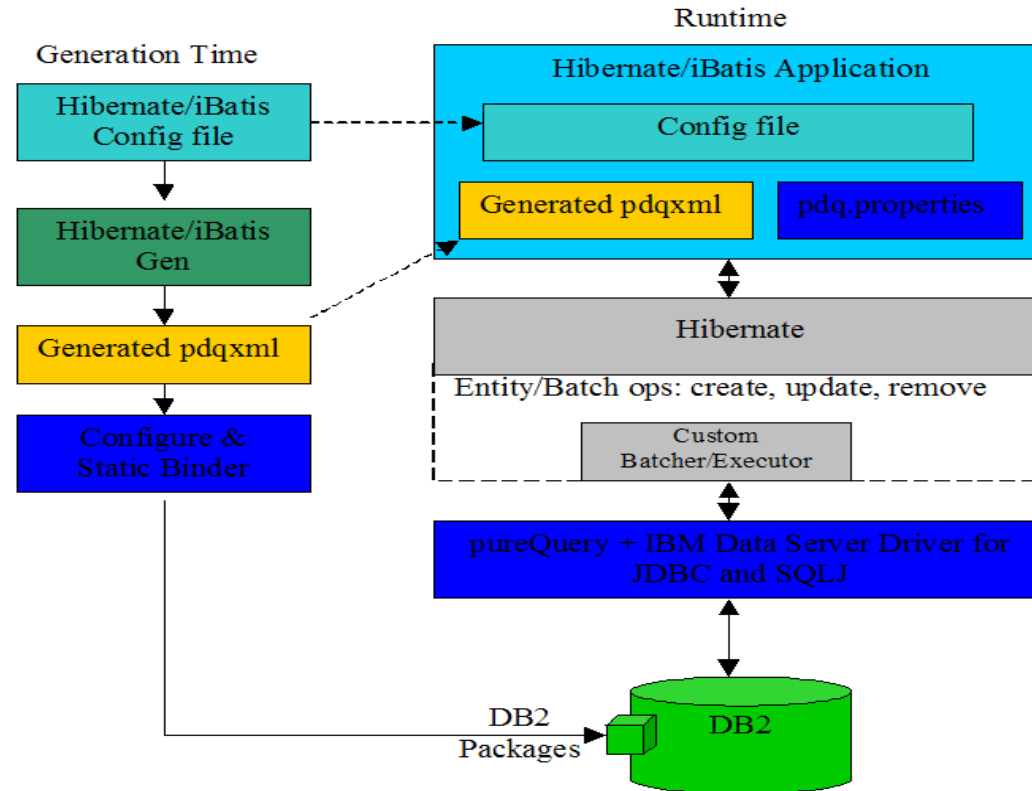 Runtime
Generation Time
Hibernate/iBatis
Config file
Hibernate/iBatis
Gen
Generated pdqxml
Configure &
Static Binder
Hibernate/iBatis Application
Config file
Generated pdqxml
pdq.properties
Hibernate
Entity/Batch ops: create, update, remove
Custom
Batcher/Executor
pureQuery + IBM Data Server Driver for
JDBC and SQLJ
DB2
Packages
DB2